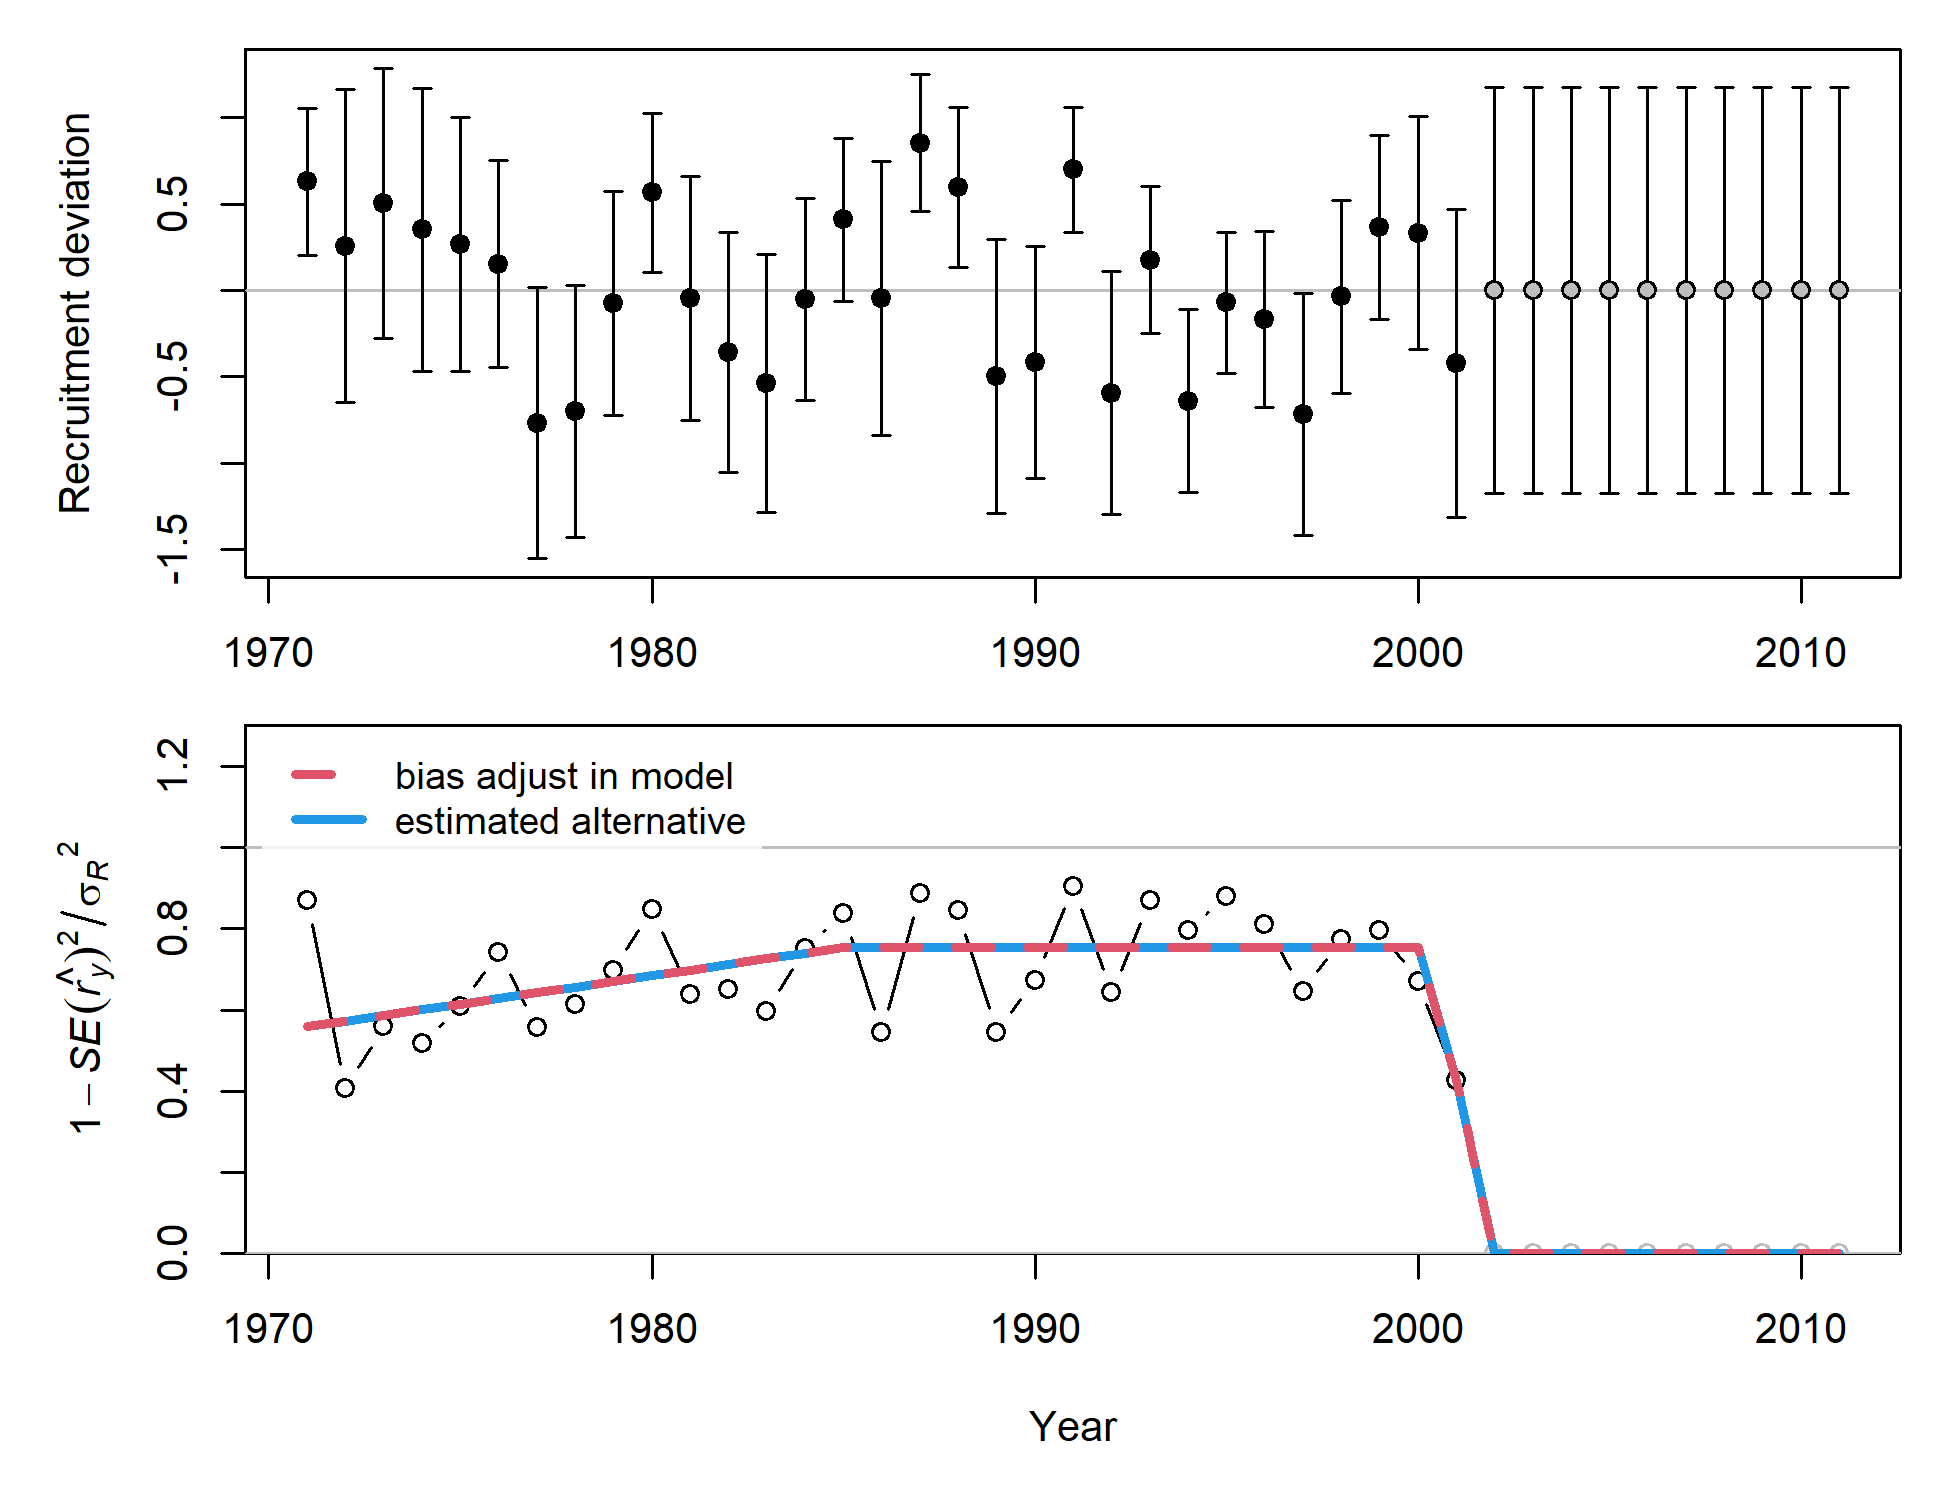 Recruitment deviation
0.5
-0.5
-1.5
1970 1980 1990 2000 2010
1 − SE(r̂y)² / σR²
1.2
0.8
0.4
0.0
bias adjust in model
estimated alternative
1970 1980 1990 2000 2010
Year